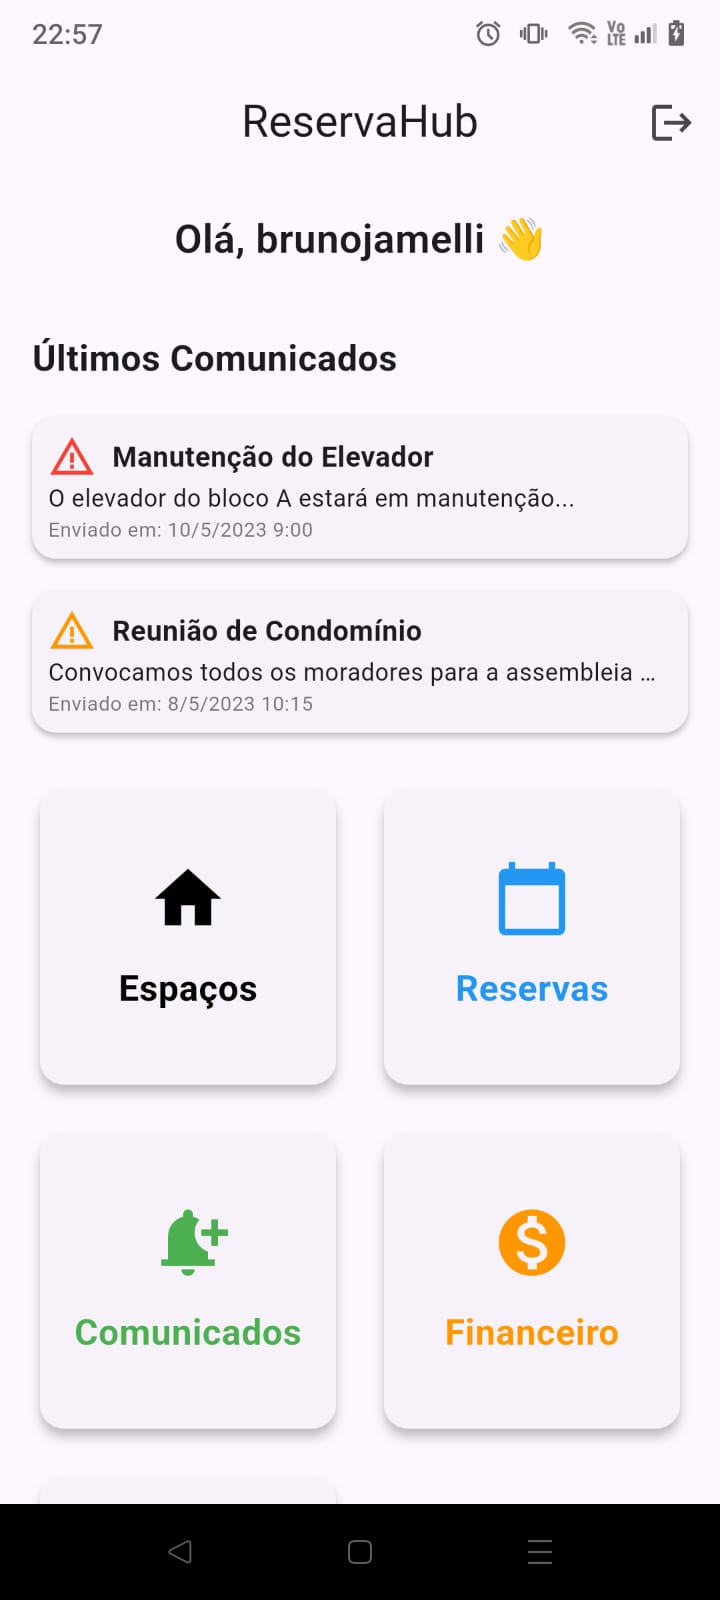 22:57
Vo
LTE
ReservaHub
Olá, brunojamelli 👋
Últimos Comunicados
Manutenção do Elevador
O elevador do bloco A estará em manutenção...
Enviado em: 10/5/2023 9:00
Reunião de Condomínio
Convocamos todos os moradores para a assembleia ...
Enviado em: 8/5/2023 10:15
Espaços
Reservas
Comunicados
Financeiro